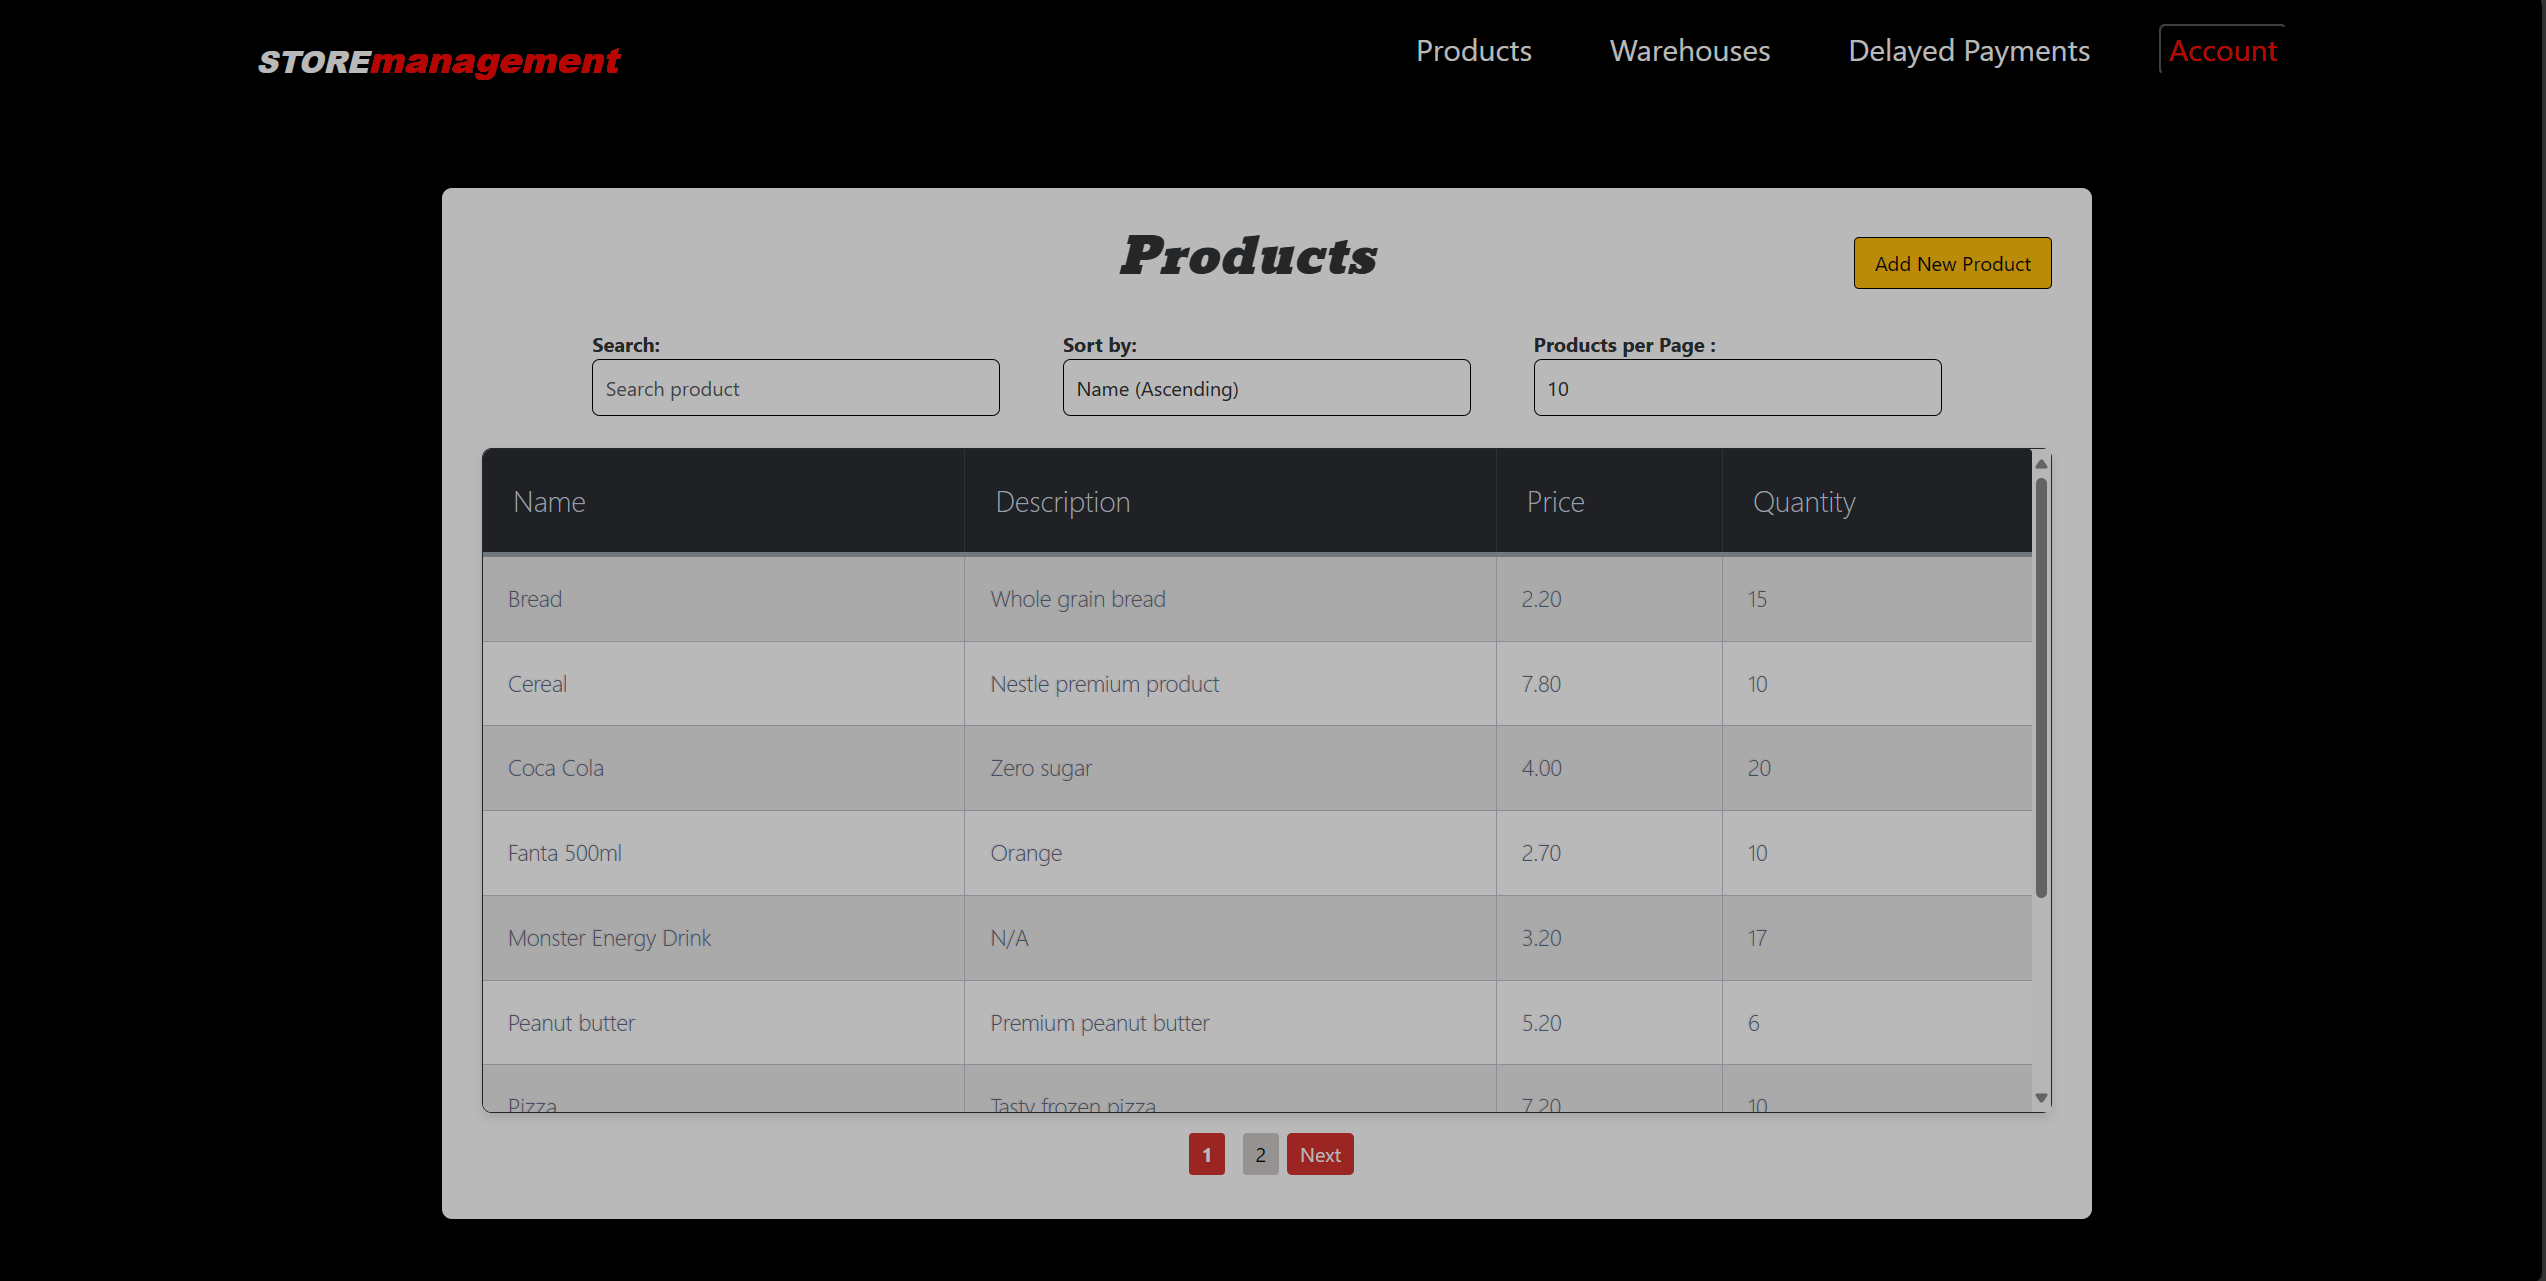 STOREmanagement Products Warehouses Delayed Payments Account
Products
Add New Product
Search: Sort by: Products per Page :
Search product Name (Ascending) 10
Name Description Price Quantity
Bread Whole grain bread 2.20 15
Cereal Nestle premium product 7.80 10
Coca Cola Zero sugar 4.00 20
Fanta 500ml Orange 2.70 10
Monster Energy Drink N/A 3.20 17
Peanut butter Premium peanut butter 5.20 6
Pizza Tasty frozen pizza 7.20 10
1 2 Next